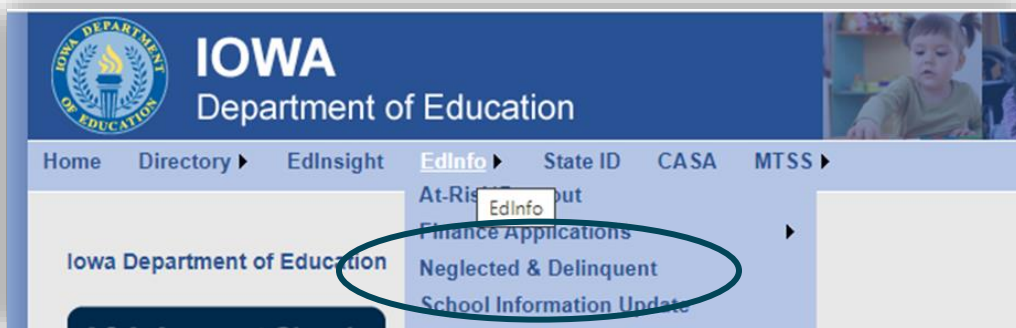 IOWA DEPARTMENT OF EDUCATION
IOWA
Department of Education
Home Directory EdInsight EdInfo State ID CASA MTSS
EdInfo
Finance Applications
Iowa Department of Education
Neglected & Delinquent
School Information Update